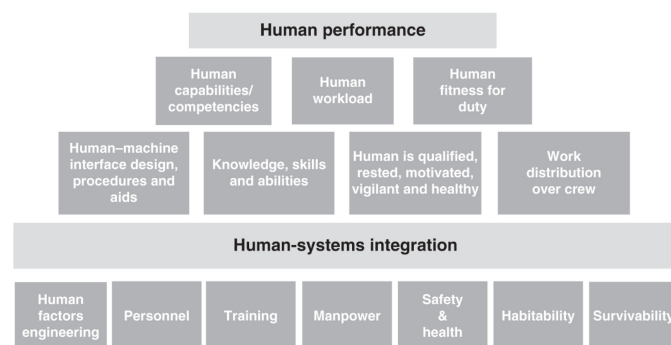 Human performance
Human
capabilities/
competencies
Human
workload
Human
fitness for
duty
Human–machine
interface design,
procedures and
aids
Knowledge, skills
and abilities
Human is qualified,
rested, motivated,
vigilant and healthy
Work
distribution
over crew
Human-systems integration
Human
factors
engineering
Personnel
Training
Manpower
Safety
&
health
Habitability
Survivability